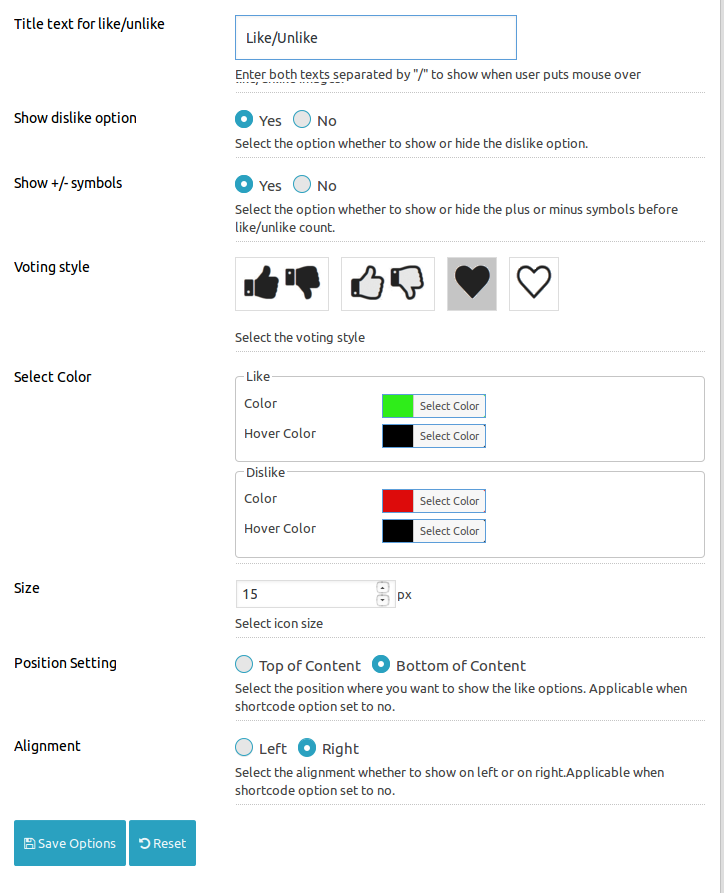 Title text for like/unlike
Like/Unlike
Enter both texts separated by "/" to show when user puts mouse over
Show dislike option
Yes No
Select the option whether to show or hide the dislike option.
Show +/- symbols
Yes No
Select the option whether to show or hide the plus or minus symbols before
like/unlike count.
Voting style
Select the voting style
Select Color
Like
Color
Select Color
Hover Color
Select Color
Dislike
Color
Select Color
Hover Color
Select Color
Size
15 px
Select icon size
Position Setting
Top of Content Bottom of Content
Select the position where you want to show the like options. Applicable when
shortcode option set to no.
Alignment
Left Right
Select the alignment whether to show on left or on right.Applicable when
shortcode option set to no.
Save Options Reset